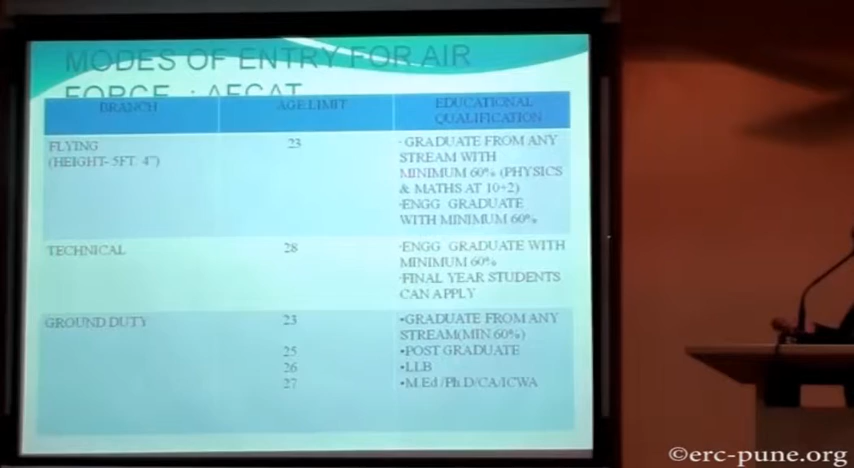 MODES OF ENTRY FOR AIR
FORCE : AFCAT
BRANCH
AGE LIMIT
EDUCATIONAL
QUALIFICATION
FLYING
(HEIGHT- 5FT. 4")
23
· GRADUATE FROM ANY
STREAM WITH
MINIMUM 60% (PHYSICS
& MATHS AT 10+2)
·ENGG GRADUATE
WITH MINIMUM 60%
TECHNICAL
28
·ENGG GRADUATE WITH
MINIMUM 60%
·FINAL YEAR STUDENTS
CAN APPLY
GROUND DUTY
23
•GRADUATE FROM ANY
STREAM(MIN 60%)
25
•POST GRADUATE
26
•LLB
27
•M.Ed /Ph.D/CA/ICWA
©erc-pune.org